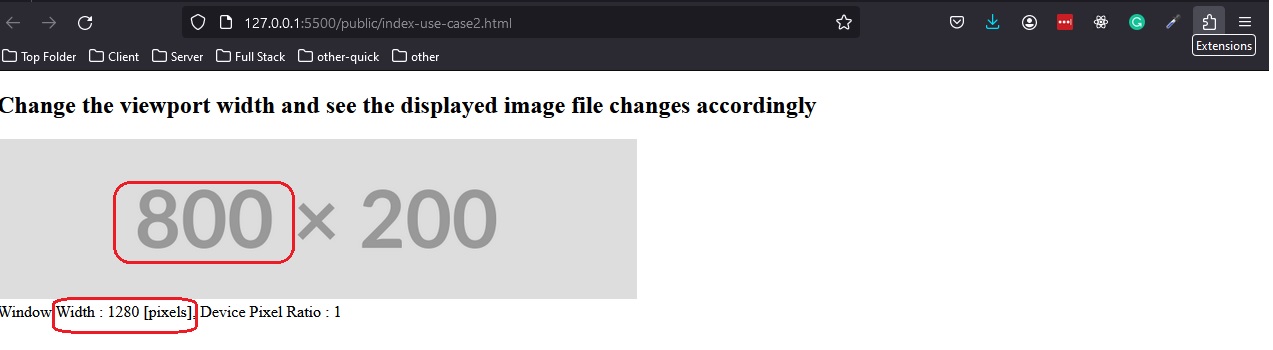 127.0.0.1:5500/public/index-use-case2.html
Top Folder Client Server Full Stack other-quick other
Extensions
Change the viewport width and see the displayed image file changes accordingly
800 × 200
Window Width : 1280 [pixels], Device Pixel Ratio : 1